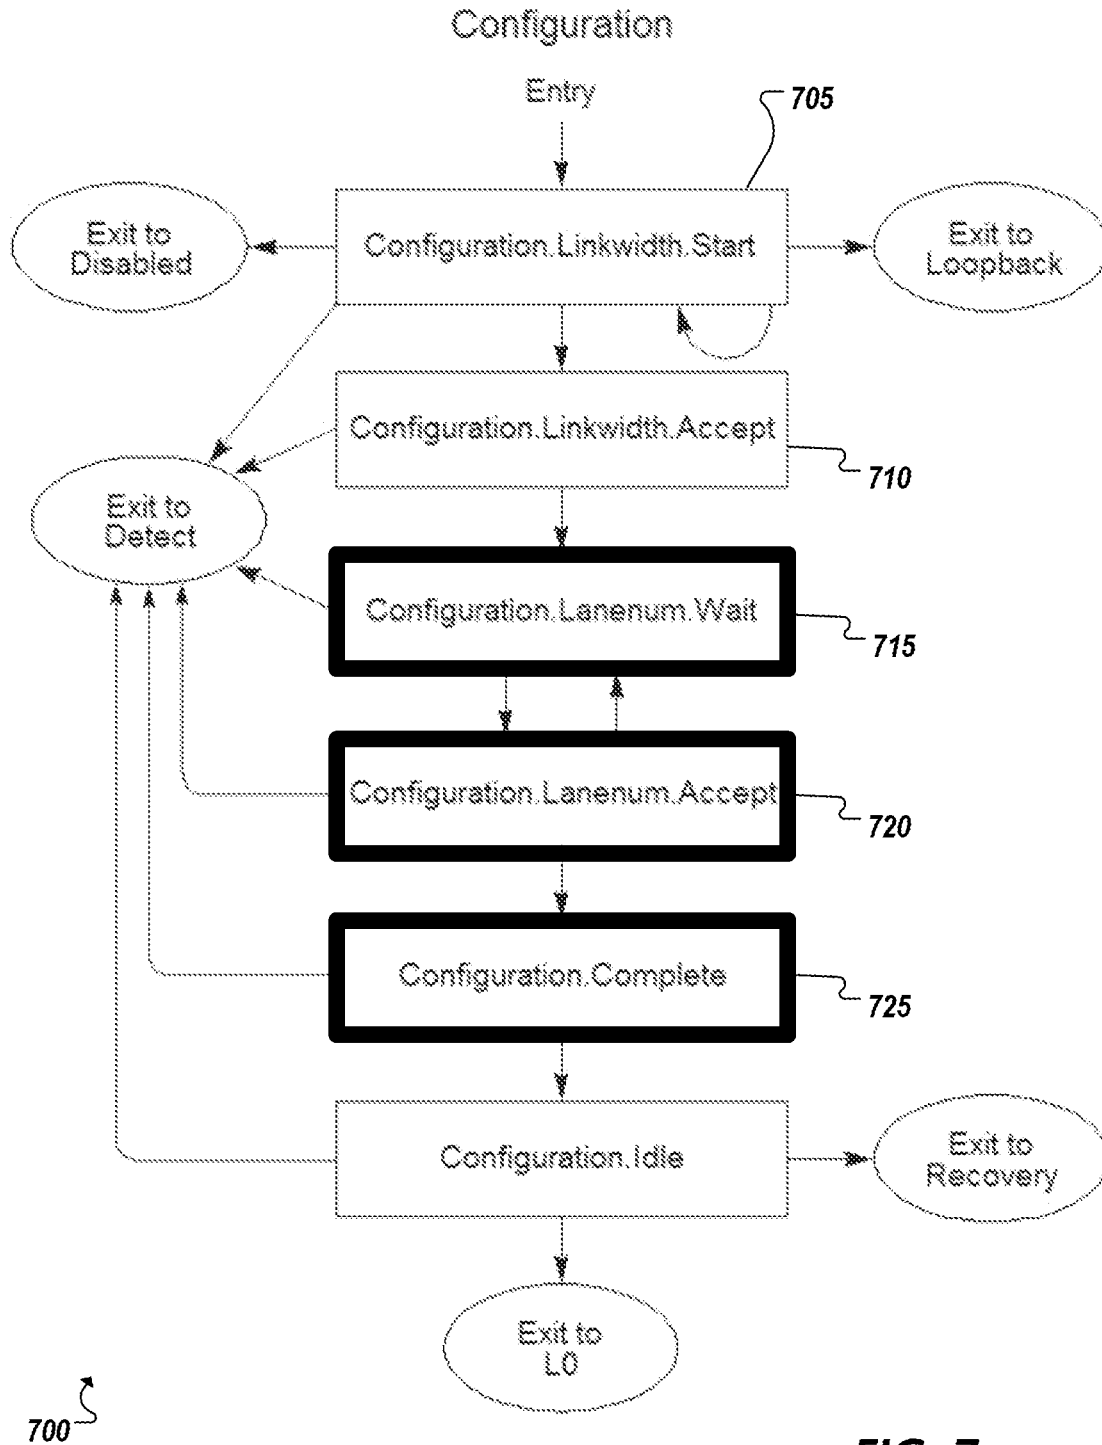 Configuration
Entry
705
Exit to
Disabled
Configuration.Linkwidth.Start
Exit to
Loopback
Configuration.Linkwidth.Accept
710
Exit to
Detect
Configuration.Lanenum.Wait
715
Configuration.Lanenum.Accept
720
Configuration.Complete
725
Configuration.Idle
Exit to
Recovery
Exit to
L0
700